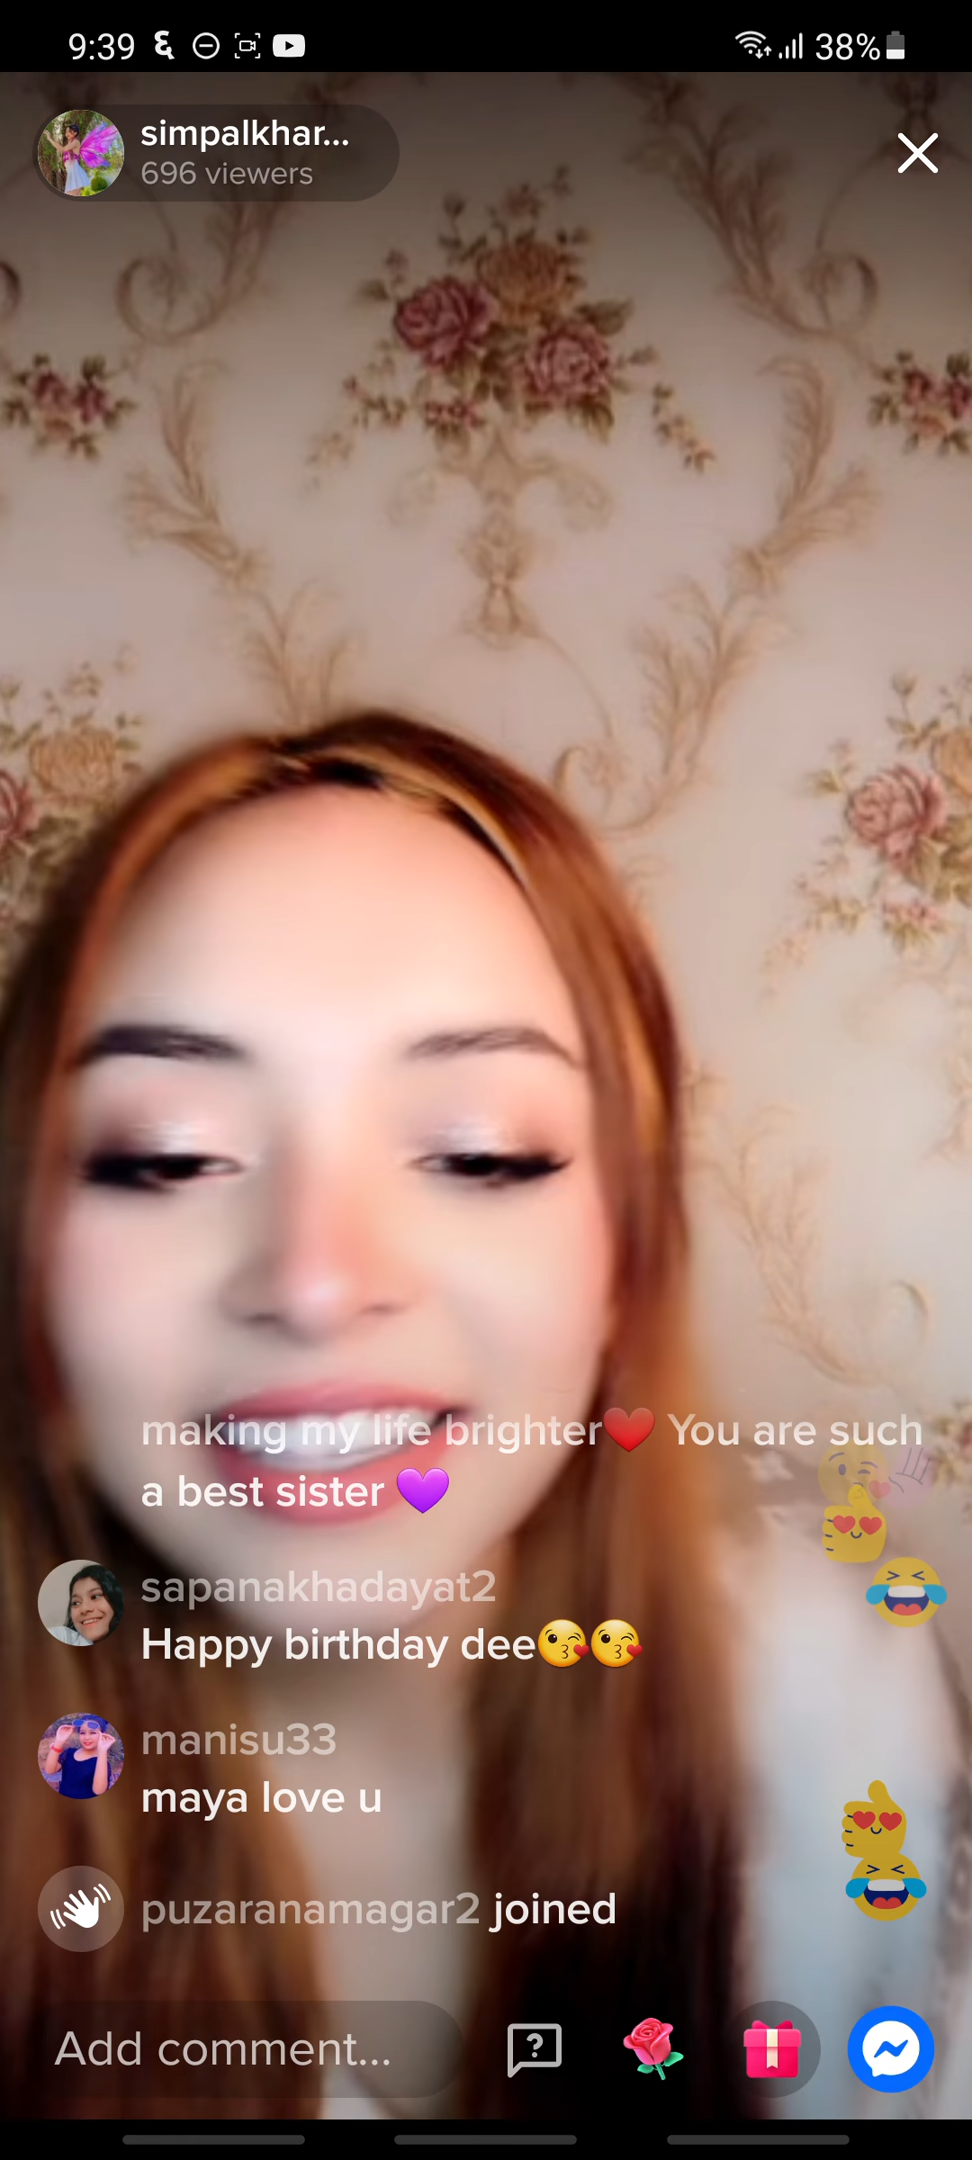 9:39
38%
simpalkhar...
696 viewers
making my life brighter❤️ You are such
a best sister 💜
sapanakhadayat2
Happy birthday dee😘😘
manisu33
maya love u
puzaranamagar2 joined
Add comment...